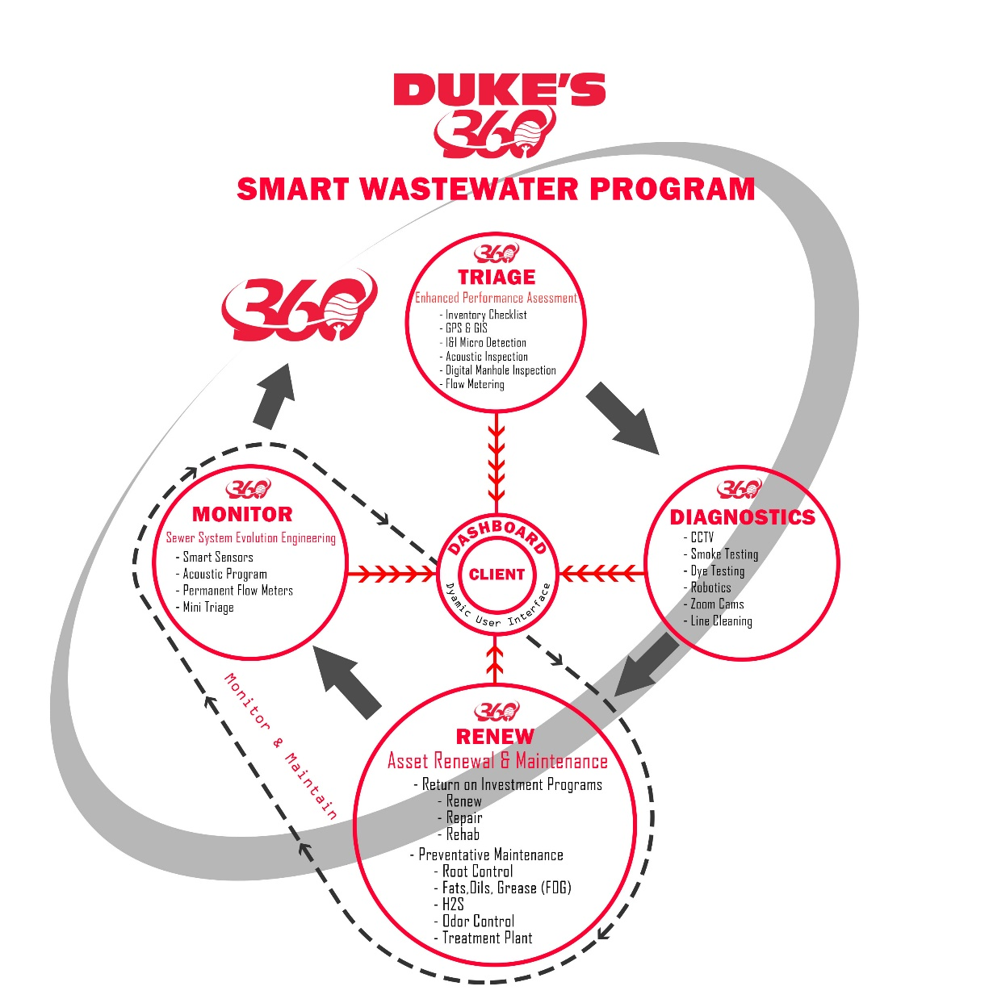 DUKE'S
360
SMART WASTEWATER PROGRAM
360
360
TRIAGE
Enhanced Performance Asessment
- Inventory Checklist
- GPS & GIS
- I&I Micro Detection
- Acoustic Inspection
- Digital Manhole Inspection
- Flow Metering
360
MONITOR
Sewer System Evolution Engineering
- Smart Sensors
- Acoustic Program
- Permanent Flow Meters
- Mini Triage
DASHBOARD
CLIENT
Dyamic User Interface
360
DIAGNOSTICS
- CCTV
- Smoke Testing
- Dye Testing
- Robotics
- Zoom Cams
- Line Cleaning
Monitor & Maintain
360
RENEW
Asset Renewal & Maintenance
- Return on Investment Programs
- Renew
- Repair
- Rehab
- Preventative Maintenance
- Root Control
- Fats,Oils, Grease (FOG)
- H2S
- Odor Control
- Treatment Plant